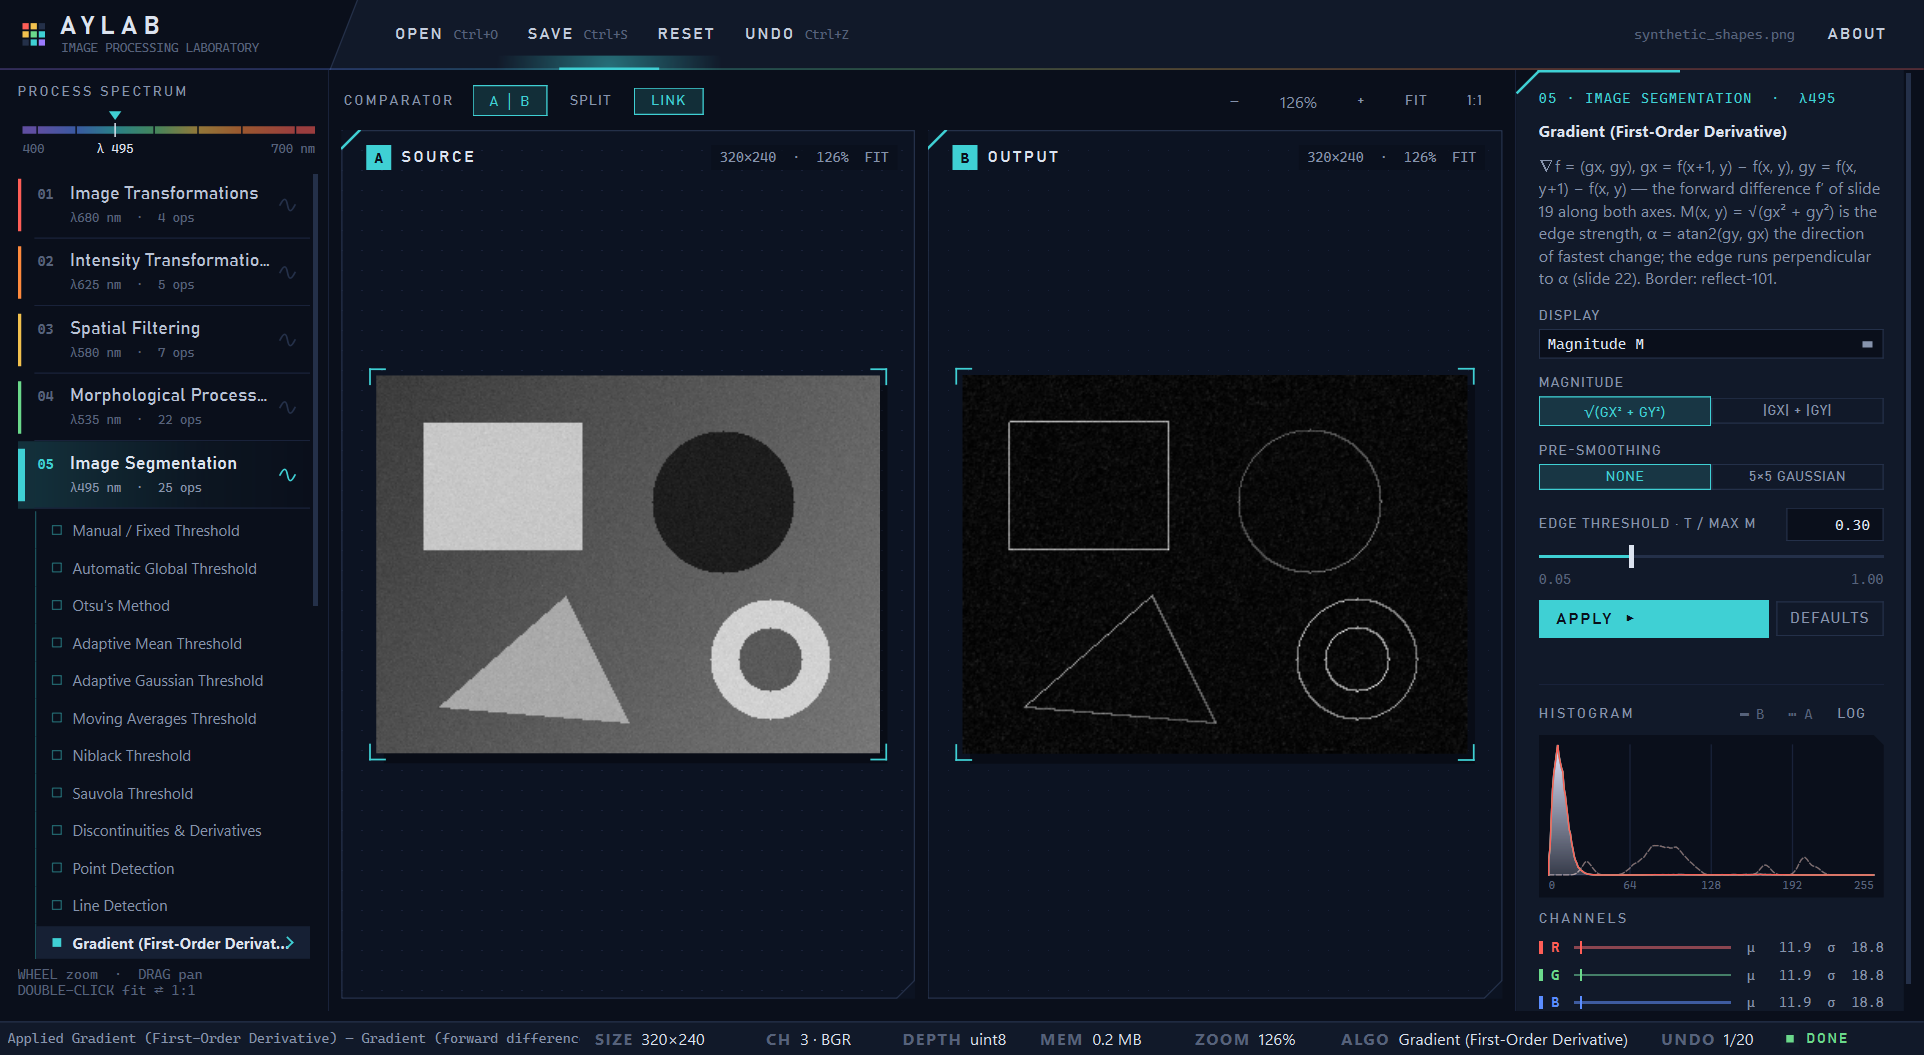 AYLAB
IMAGE PROCESSING LABORATORY
OPEN Ctrl+O SAVE Ctrl+S RESET UNDO Ctrl+Z
synthetic_shapes.png ABOUT
PROCESS SPECTRUM
400 λ 495 700 nm
01 Image Transformations
λ680 nm · 4 ops
02 Intensity Transformatio...
λ625 nm · 5 ops
03 Spatial Filtering
λ580 nm · 7 ops
04 Morphological Process...
λ535 nm · 22 ops
05 Image Segmentation
λ495 nm · 25 ops
Manual / Fixed Threshold
Automatic Global Threshold
Otsu's Method
Adaptive Mean Threshold
Adaptive Gaussian Threshold
Moving Averages Threshold
Niblack Threshold
Sauvola Threshold
Discontinuities & Derivatives
Point Detection
Line Detection
Gradient (First-Order Derivat...
WHEEL zoom · DRAG pan
DOUBLE-CLICK fit ⇄ 1:1
COMPARATOR A | B SPLIT LINK
− 126% + FIT 1:1
A SOURCE 320×240 · 126% FIT
B OUTPUT 320×240 · 126% FIT
05 · IMAGE SEGMENTATION · λ495
Gradient (First-Order Derivative)
∇f = (gx, gy), gx = f(x+1, y) − f(x, y), gy = f(x,
y+1) − f(x, y) — the forward difference f′ of slide
19 along both axes. M(x, y) = √(gx² + gy²) is the
edge strength, α = atan2(gy, gx) the direction
of fastest change; the edge runs perpendicular
to α (slide 22). Border: reflect-101.
DISPLAY
Magnitude M
MAGNITUDE
√(GX² + GY²) |GX| + |GY|
PRE-SMOOTHING
NONE 5×5 GAUSSIAN
EDGE THRESHOLD · T / MAX M 0.30
0.05 1.00
APPLY ▸ DEFAULTS
HISTOGRAM B A LOG
0 64 128 192 255
CHANNELS
R μ 11.9 σ 18.8
G μ 11.9 σ 18.8
B μ 11.9 σ 18.8
Applied Gradient (First-Order Derivative) — Gradient (forward differenc
SIZE 320×240 CH 3 · BGR DEPTH uint8 MEM 0.2 MB ZOOM 126% ALGO Gradient (First-Order Derivative) UNDO 1/20 DONE